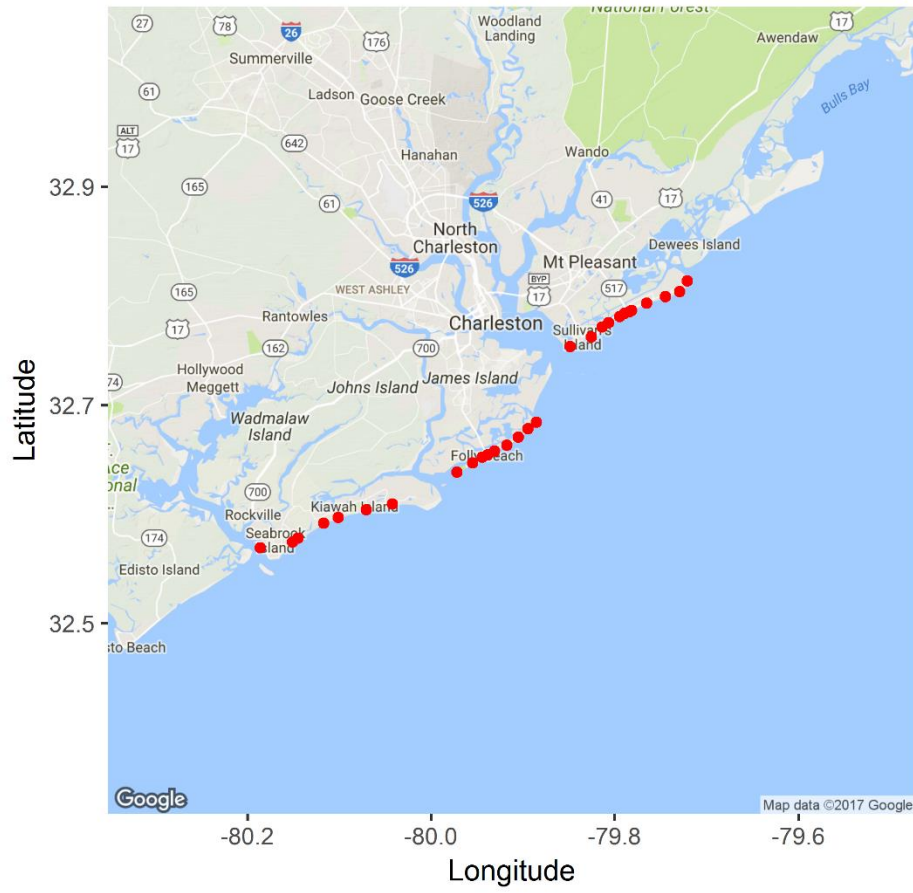 National Forest
27
78
26
176
Woodland
Landing
17
Awendaw
Summerville
61
Ladson
Goose Creek
Bulls Bay
ALT
17
642
Hanahan
Wando
32.9
165
61
526
41
17
North
Charleston
Dewees Island
526
Mt Pleasant
165
WEST ASHLEY
BYP
17
517
17
Rantowles
Charleston
Sullivan's
Island
162
700
Hollywood
Meggett
74
Johns Island
James Island
32.7
Wadmalaw
Island
Folly Beach
Ace
onal
700
Kiawah Island
Rockville
Seabrook
Island
174
Edisto Island
32.5
sto Beach
Google
Map data ©2017 Google
-80.2
-80.0
-79.8
-79.6
Longitude
Latitude